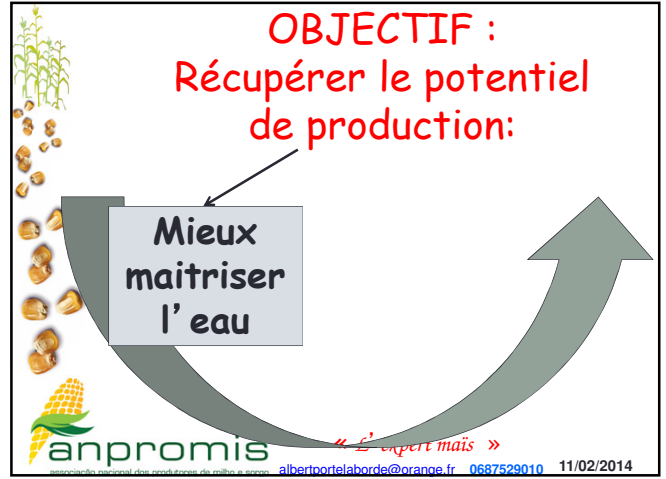 OBJECTIF :
Récupérer le potentiel
de production:
Mieux
maitriser
l’eau
« L’expert maïs »
anpromis
associação nacional dos produtores de milho e sorgo
albertportelaborde@orange.fr 0687529010 11/02/2014